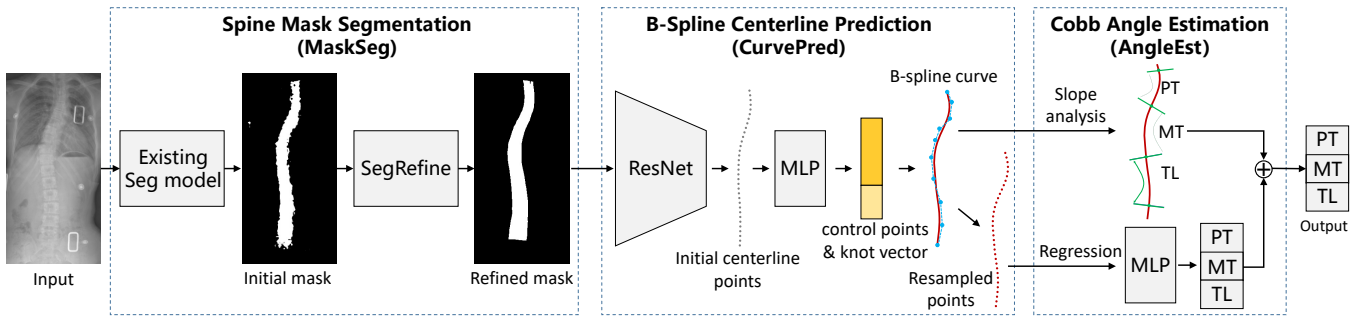 Spine Mask Segmentation
(MaskSeg)
B-Spline Centerline Prediction
(CurvePred)
Cobb Angle Estimation
(AngleEst)
Input
Existing
Seg model
Initial mask
SegRefine
Refined mask
ResNet
Initial centerline
points
MLP
control points
& knot vector
B-spline curve
Resampled
points
Slope
analysis
PT
MT
TL
Regression
MLP
PT
MT
TL
PT
MT
TL
Output